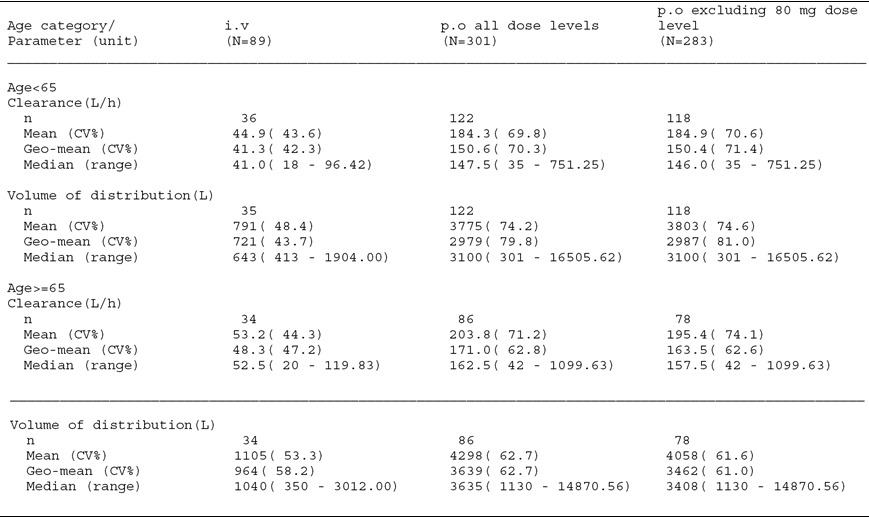 p.o excluding 80 mg dose
Age category/ i.v p.o all dose levels level
Parameter (unit) (N=89) (N=301) (N=283)
Age<65
Clearance(L/h)
n 36 122 118
Mean (CV%) 44.9( 43.6) 184.3( 69.8) 184.9( 70.6)
Geo-mean (CV%) 41.3( 42.3) 150.6( 70.3) 150.4( 71.4)
Median (range) 41.0( 18 - 96.42) 147.5( 35 - 751.25) 146.0( 35 - 751.25)
Volume of distribution(L)
n 35 122 118
Mean (CV%) 791( 48.4) 3775( 74.2) 3803( 74.6)
Geo-mean (CV%) 721( 43.7) 2979( 79.8) 2987( 81.0)
Median (range) 643( 413 - 1904.00) 3100( 301 - 16505.62) 3100( 301 - 16505.62)
Age>=65
Clearance(L/h)
n 34 86 78
Mean (CV%) 53.2( 44.3) 203.8( 71.2) 195.4( 74.1)
Geo-mean (CV%) 48.3( 47.2) 171.0( 62.8) 163.5( 62.6)
Median (range) 52.5( 20 - 119.83) 162.5( 42 - 1099.63) 157.5( 42 - 1099.63)
Volume of distribution(L)
n 34 86 78
Mean (CV%) 1105( 53.3) 4298( 62.7) 4058( 61.6)
Geo-mean (CV%) 964( 58.2) 3639( 62.7) 3462( 61.0)
Median (range) 1040( 350 - 3012.00) 3635( 1130 - 14870.56) 3408( 1130 - 14870.56)